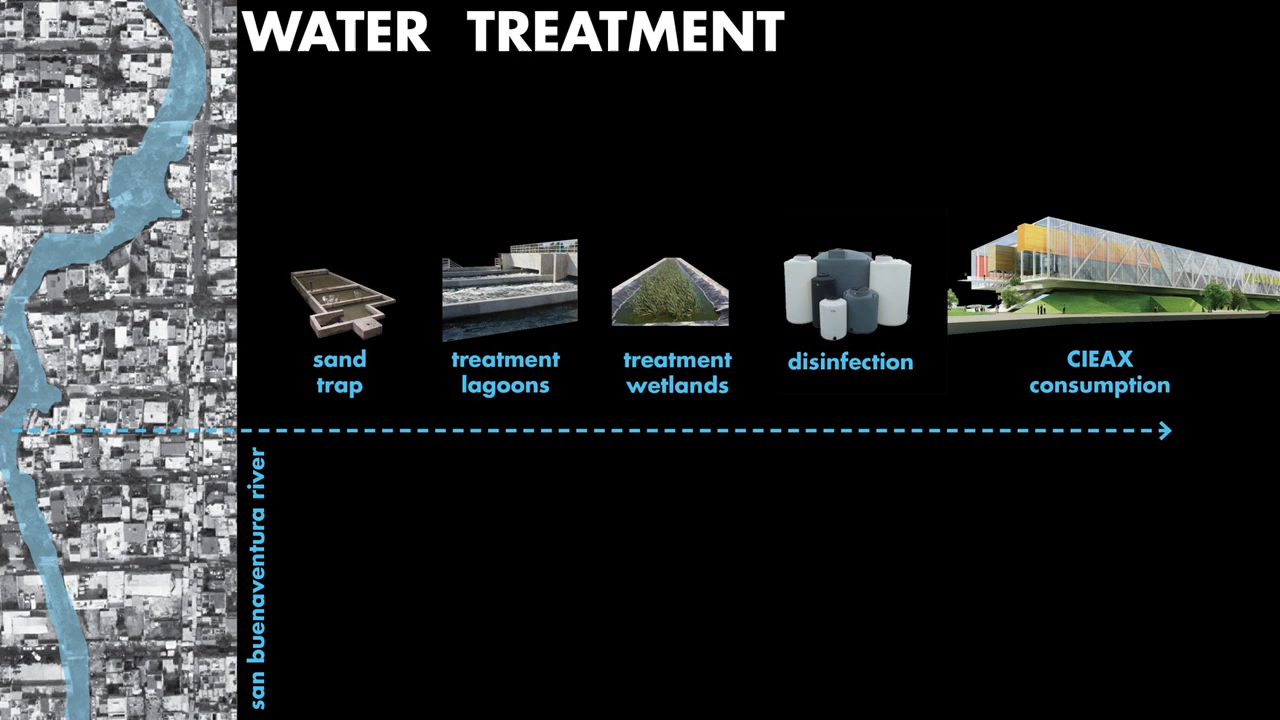 WATER TREATMENT
sand
trap
treatment
lagoons
treatment
wetlands
disinfection
CIEAX
consumption
san buenaventura river